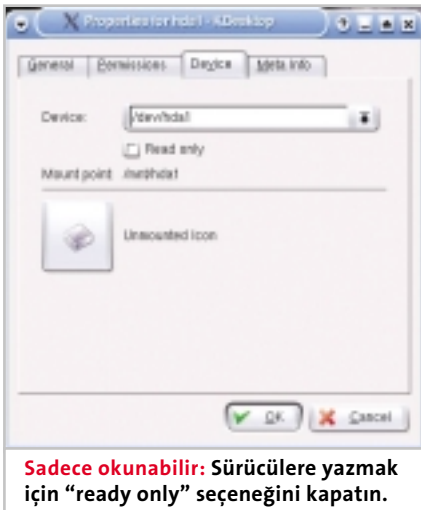 Properties for hda1 - KDesktop
General Permissions Device Meta Info
Device: /dev/hda1
Read only
Mount point: /mnt/hda1
Unmounted Icon
OK Cancel
Sadece okunabilir: Sürücülere yazmak
için “ready only” seçeneğini kapatın.